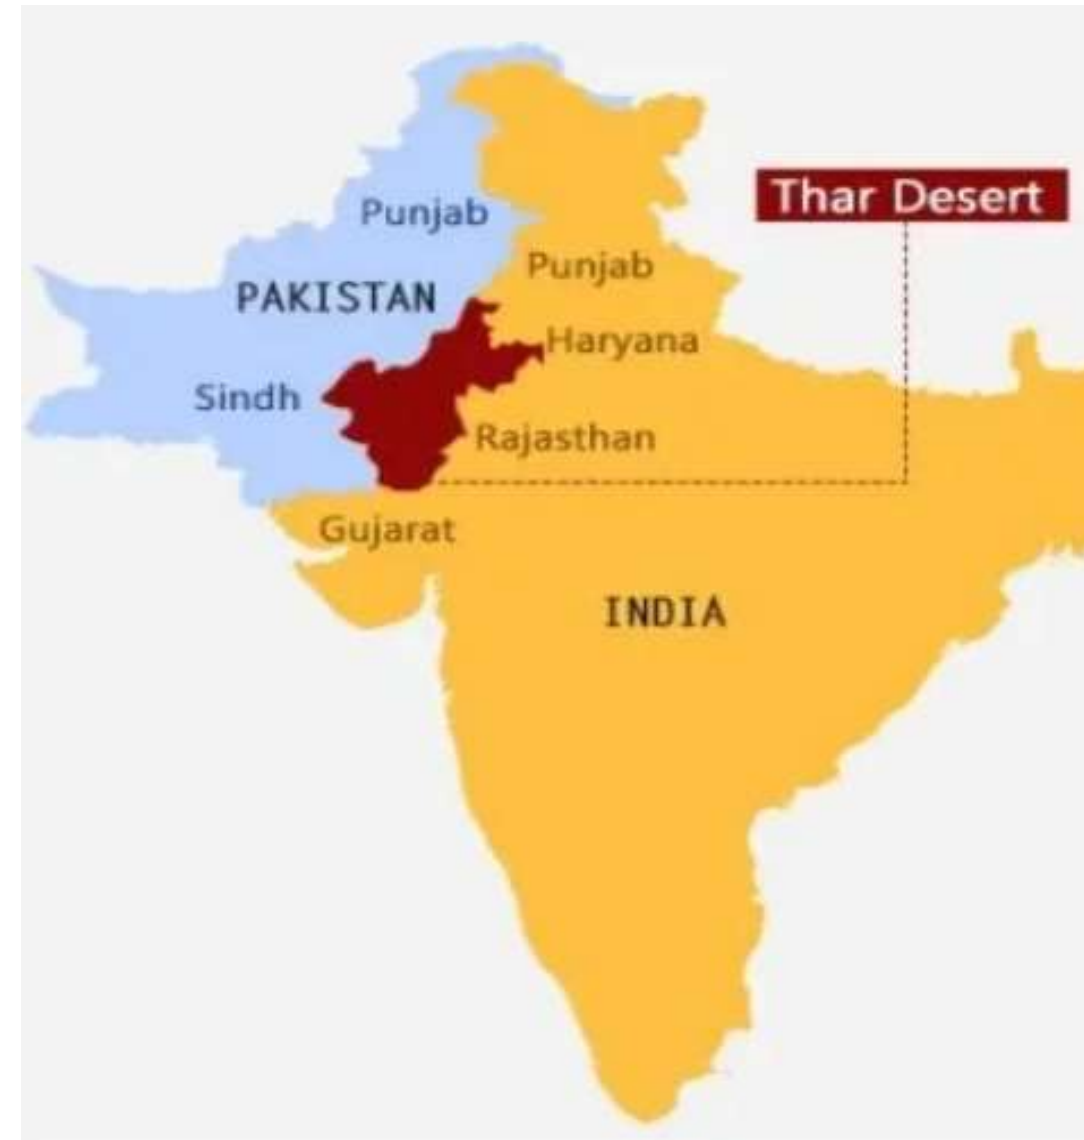 Thar Desert
Punjab
Punjab
PAKISTAN
Haryana
Sindh
Rajasthan
Gujarat
INDIA